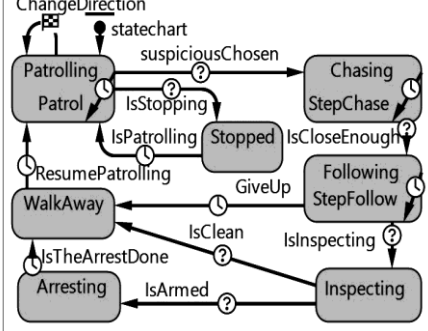 ChangeDirection
statechart
suspiciousChosen
Patrolling
Chasing
Patrol
IsStopping
StepChase
IsPatrolling
Stopped
IsCloseEnough
Following
ResumePatrolling
GiveUp
StepFollow
WalkAway
IsClean
IsInspecting
IsTheArrestDone
Arresting
IsArmed
Inspecting